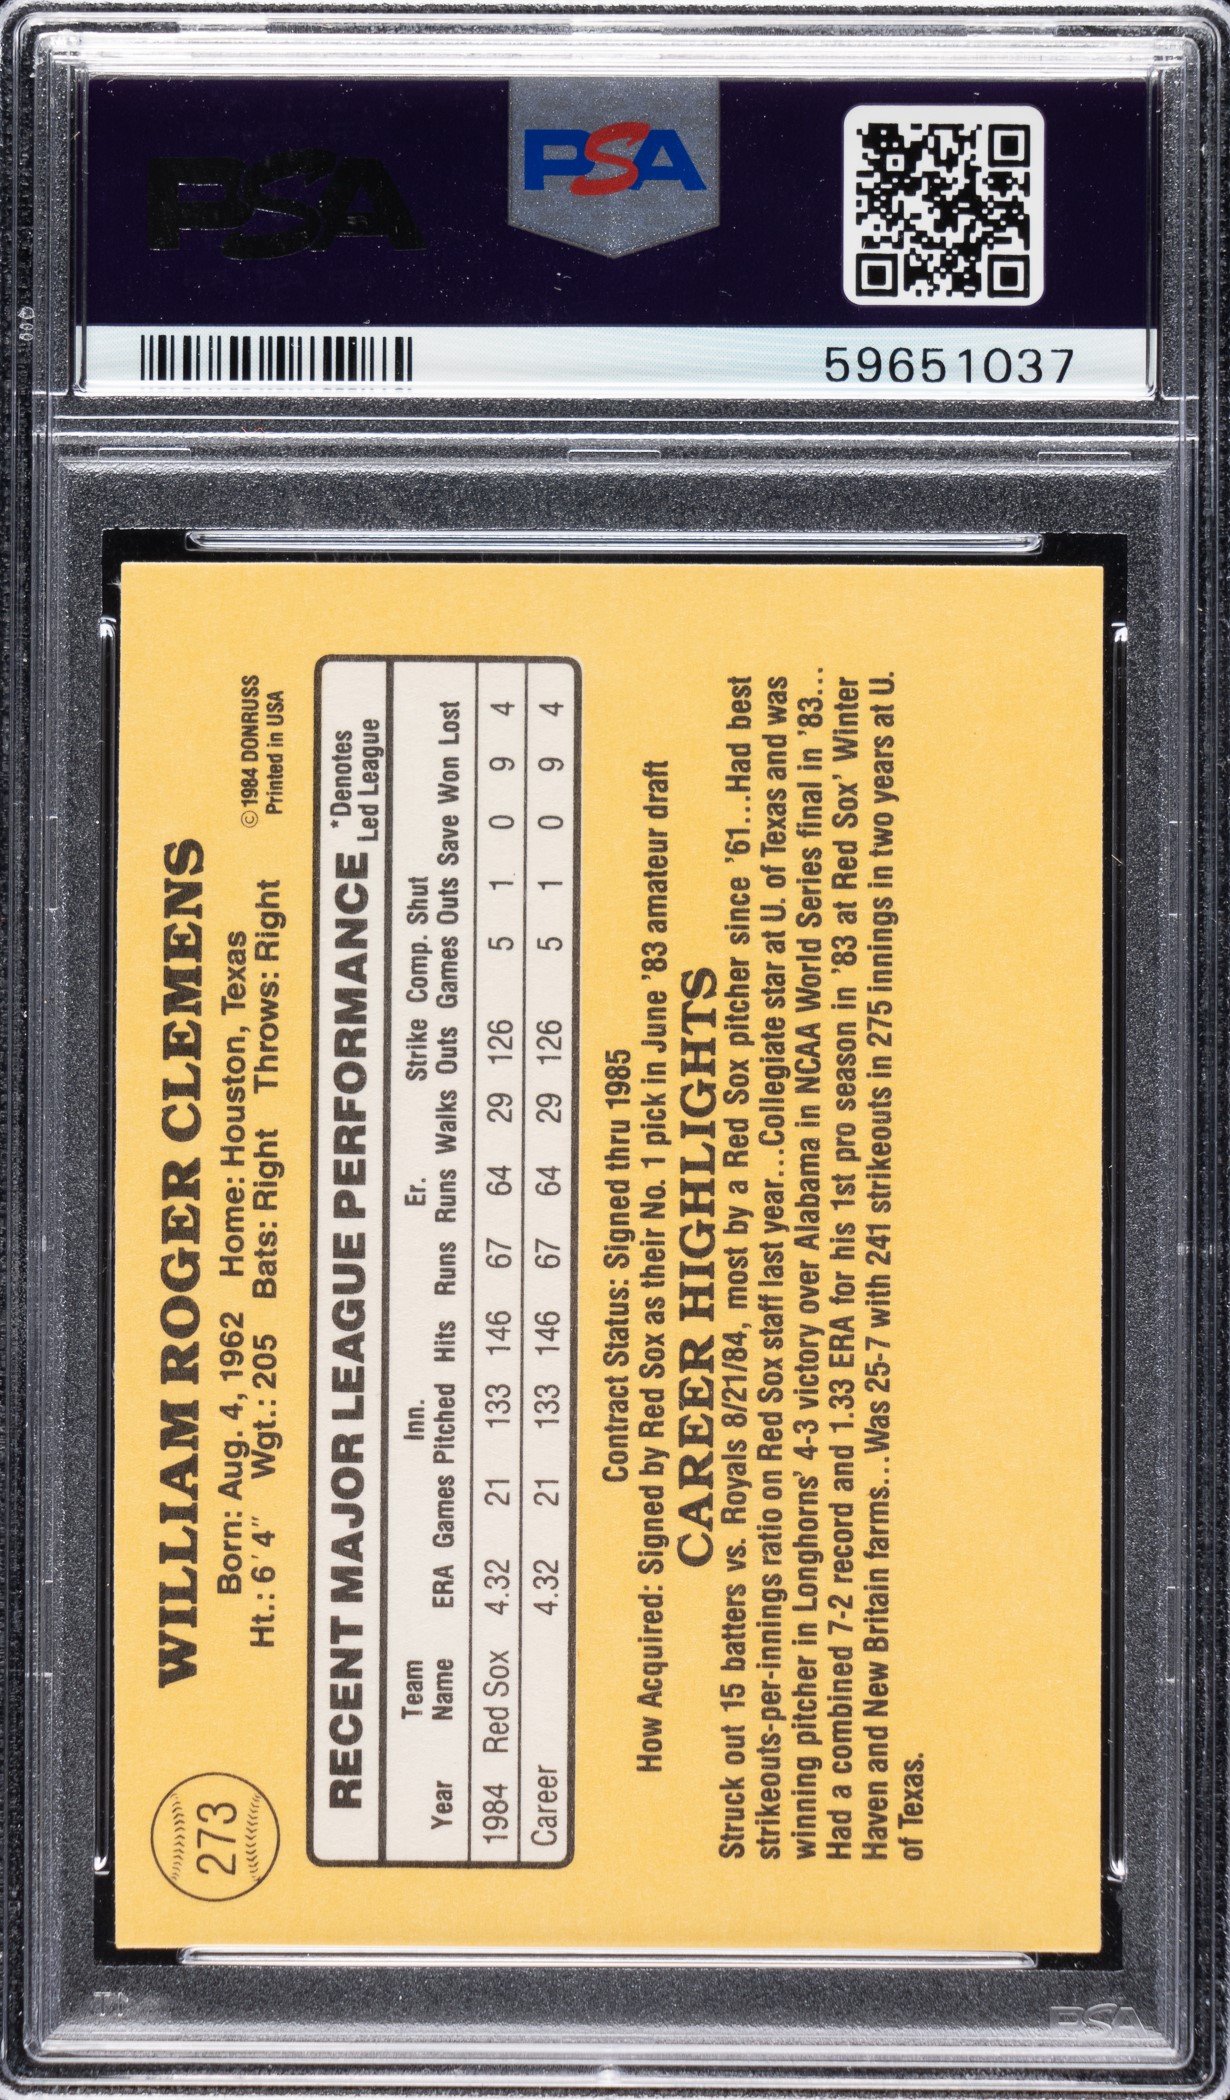 PSA
PSA
59651037
273
WILLIAM ROGER CLEMENS
Born: Aug. 4, 1962 Home: Houston, Texas
Ht.: 6'4" Wgt.: 205 Bats: Right Throws: Right
© 1984 DONRUSS
Printed in USA
RECENT MAJOR LEAGUE PERFORMANCE
*Denotes
Led League
Team Inn. Er. Strike Comp. Shut
Year Name ERA Games Pitched Hits Runs Runs Walks Outs Games Outs Save Won Lost
1984 Red Sox 4.32 21 133 146 67 64 29 126 5 1 0 9 4
Career 4.32 21 133 146 67 64 29 126 5 1 0 9 4
Contract Status: Signed thru 1985
How Acquired: Signed by Red Sox as their No. 1 pick in June '83 amateur draft
CAREER HIGHLIGHTS
Struck out 15 batters vs. Royals 8/21/84, most by a Red Sox pitcher since '61...Had best
strikeouts-per-innings ratio on Red Sox staff last year...Collegiate star at U. of Texas and was
winning pitcher in Longhorns' 4-3 victory over Alabama in NCAA World Series final in '83...
Had a combined 7-2 record and 1.33 ERA for his 1st pro season in '83 at Red Sox' Winter
Haven and New Britain farms...Was 25-7 with 241 strikeouts in 275 innings in two years at U.
of Texas.
PSA